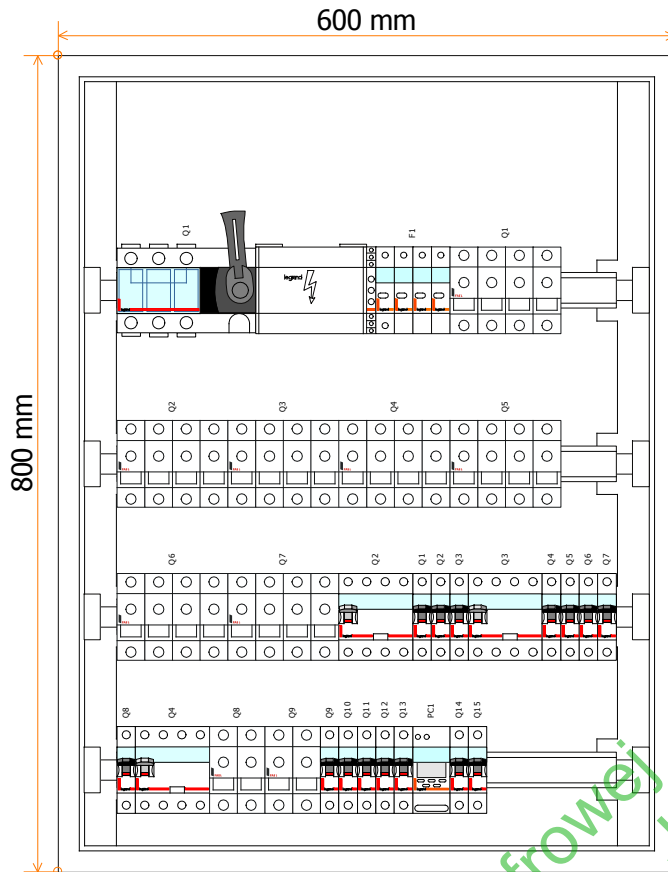 600 mm
800 mm
Q1 F1 Q1
legrand
Q2 Q3 Q4 Q5
Q6 Q7 Q2 Q1 Q2 Q3 Q3 Q4 Q5 Q6 Q7
Q8 Q4 Q8 Q9 Q9 Q10 Q11 Q12 Q13 PC1 Q14 Q15
frowej